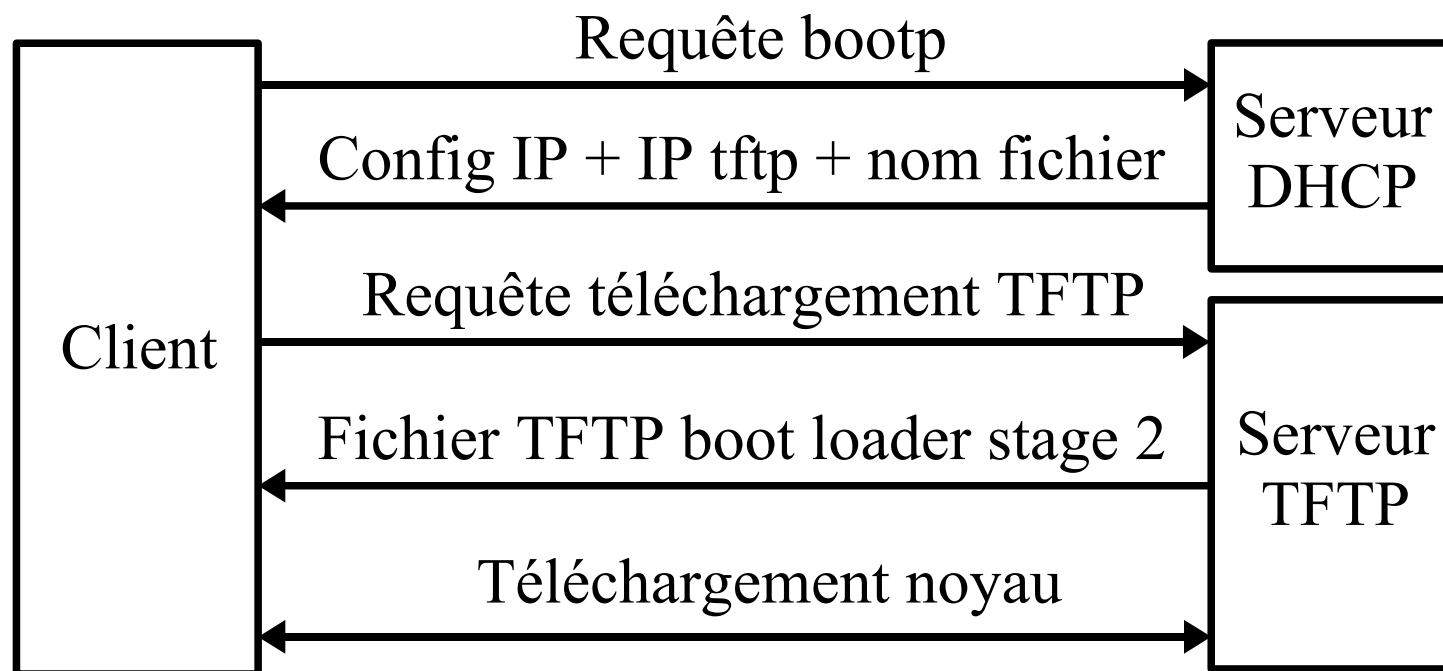 Requête bootp
Serveur
DHCP
Config IP + IP tftp + nom fichier
Requête téléchargement TFTP
Client
Fichier TFTP boot loader stage 2
Serveur
TFTP
Téléchargement noyau